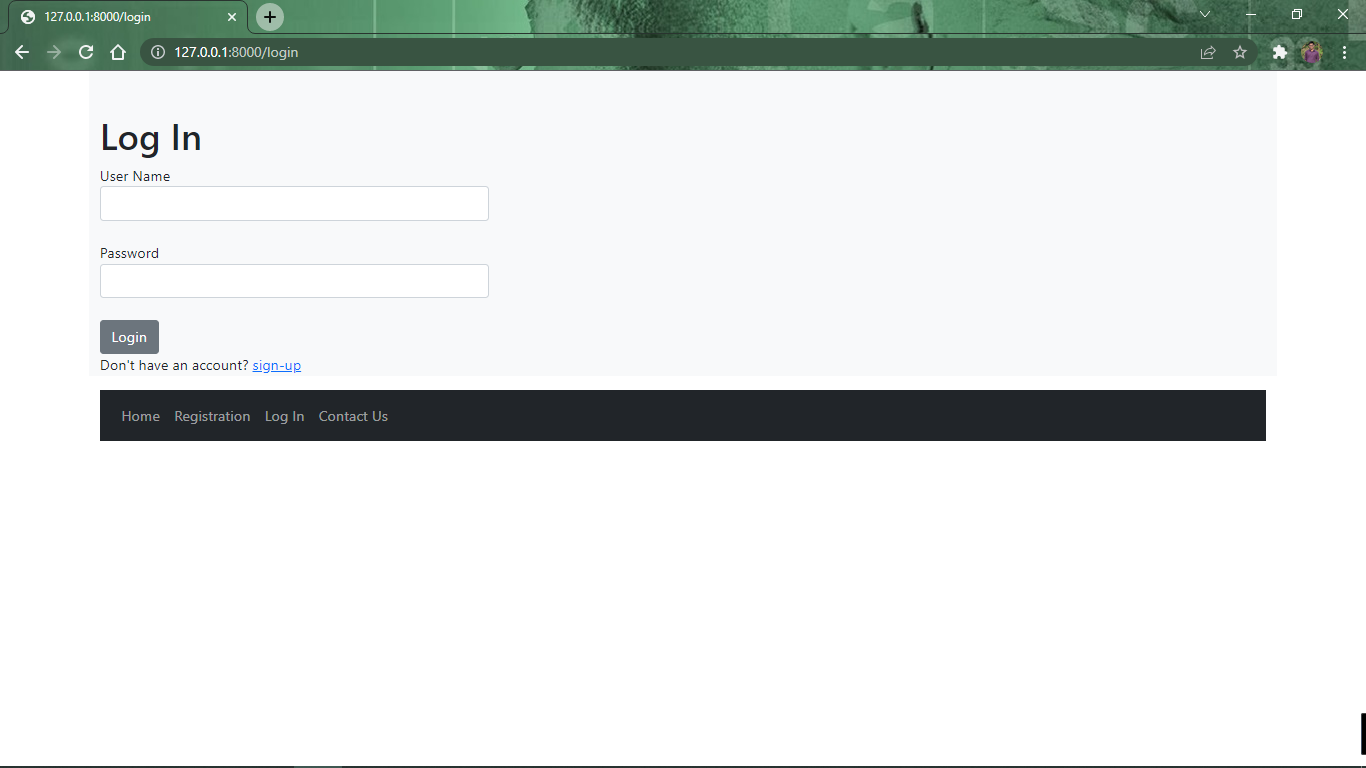 127.0.0.1:8000/login
127.0.0.1:8000/login
Log In
User Name
Password
Login
Don't have an account? sign-up
Home Registration Log In Contact Us